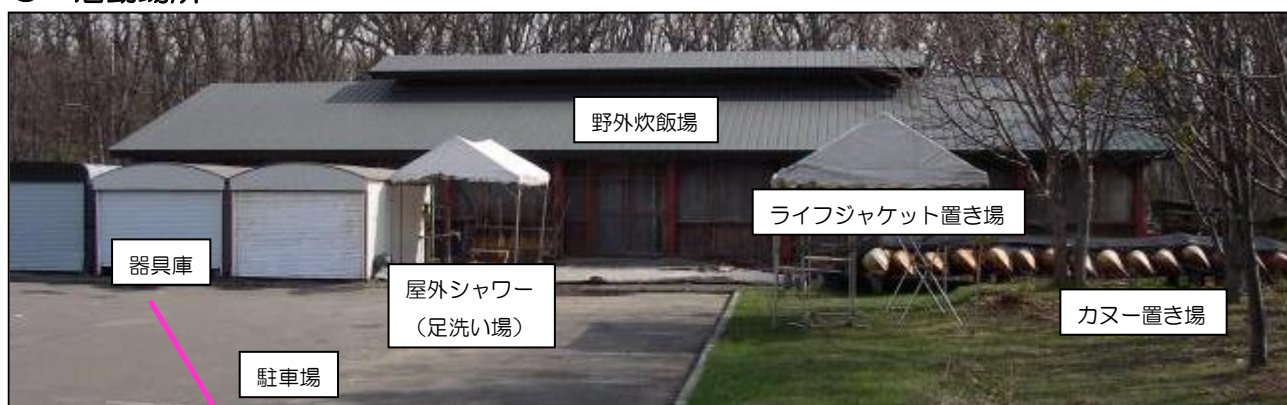 野外炊飯場
ライフジャケット置き場
器具庫
屋外シャワー
（足洗い場）
カヌー置き場
駐車場